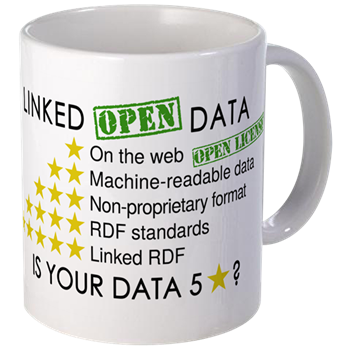 LINKED OPEN DATA
★ On the web OPEN LICENSE
★★ Machine-readable data
★★★ Non-proprietary format
★★★★ RDF standards
★★★★★ Linked RDF
IS YOUR DATA 5 ★ ?